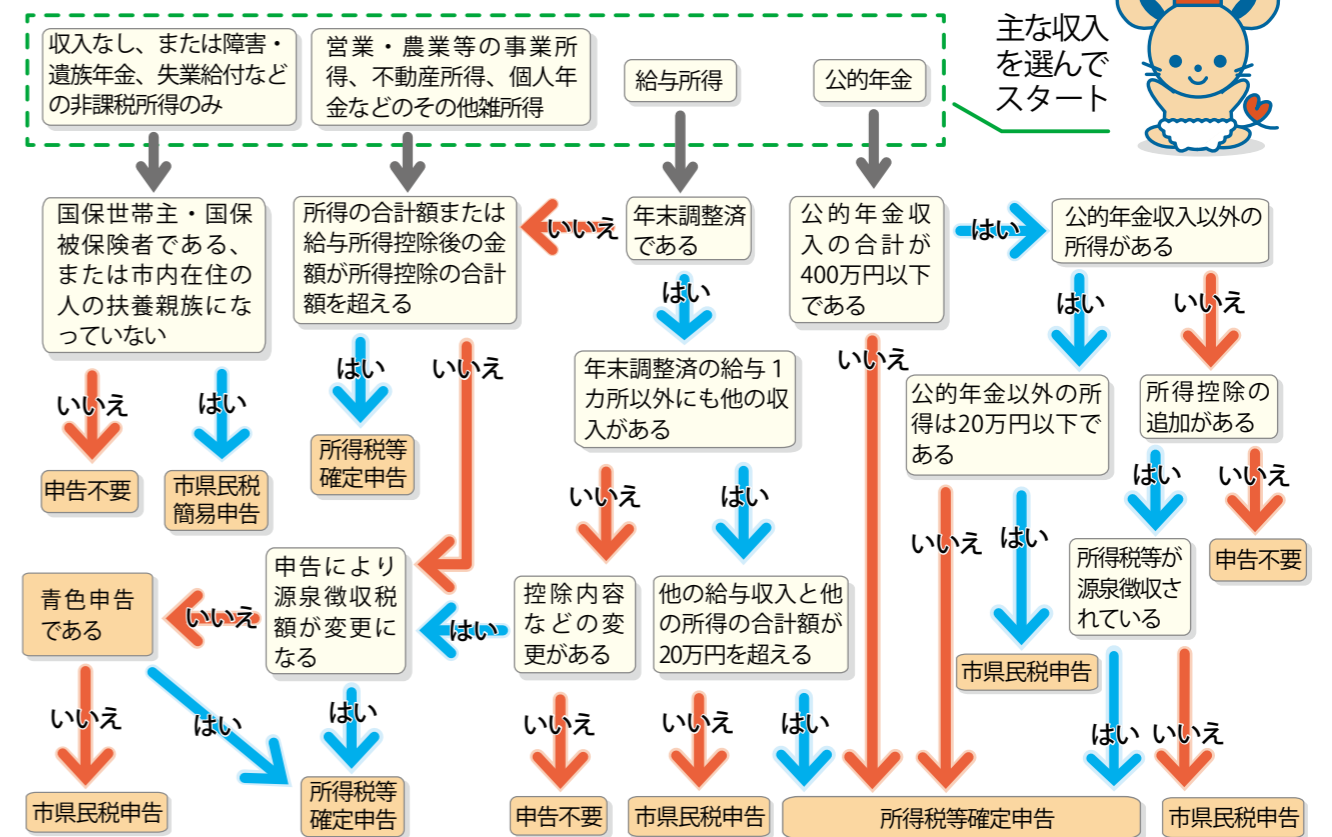 主な収入
を選んで
スタート
収入なし、または障害・
遺族年金、失業給付など
の非課税所得のみ
営業・農業等の事業所
得、不動産所得、個人年
金などのその他雑所得
給与所得
公的年金
国保世帯主・国保
被保険者である、
または市内在住の
人の扶養親族にな
っていない
所得の合計額または
給与所得控除後の金
額が所得控除の合計
額を超える
いいえ
年末調整済
である
公的年金収
入の合計が
400万円以下
である
はい
公的年金収入以外の
所得がある
はい
はい
いいえ
いいえ
はい
はい
いいえ
年末調整済の給与1
カ所以外にも他の収
入がある
いいえ
公的年金以外の所
得は20万円以下で
ある
所得控除の
追加がある
申告不要
市県民税
簡易申告
所得税等
確定申告
いいえ
はい
いいえ
はい
はい
いいえ
申告不要
青色申告
である
いいえ
申告により
源泉徴収税
額が変更に
なる
はい
控除内容
などの変
更がある
他の給与収入と他
の所得の合計額が
20万円を超える
所得税等が
源泉徴収さ
れている
市県民税申告
いいえ
はい
はい
いいえ
いいえ
はい
はい
いいえ
市県民税申告
所得税等
確定申告
申告不要
市県民税申告
所得税等確定申告
市県民税申告